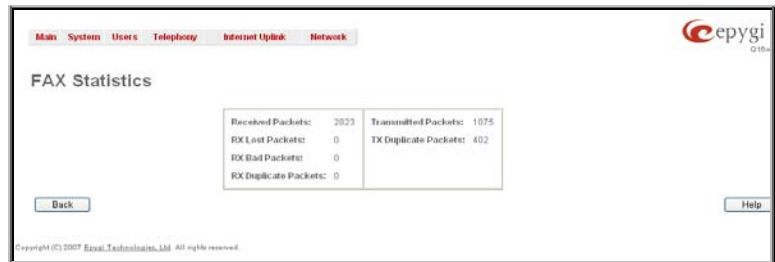 Main System Users Telephony Internet Uplink Network
epygi
FAX Statistics
Received Packets: 2823 Transmitted Packets: 1075
RX Lost Packets: 0 TX Duplicate Packets: 402
RX Bad Packets: 0
RX Duplicate Packets: 0
Back Help
Copyright (C) 2007 Epygi Technologies, Ltd. All rights reserved.